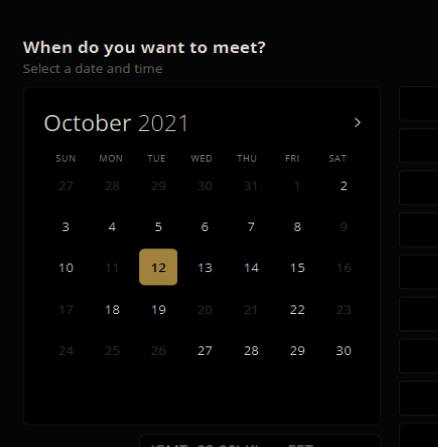 When do you want to meet?
Select a date and time
October 2021
SUN MON TUE WED THU FRI SAT
27 28 29 30 31 1 2
3 4 5 6 7 8 9
10 11 12 13 14 15 16
17 18 19 20 21 22 23
24 25 26 27 28 29 30